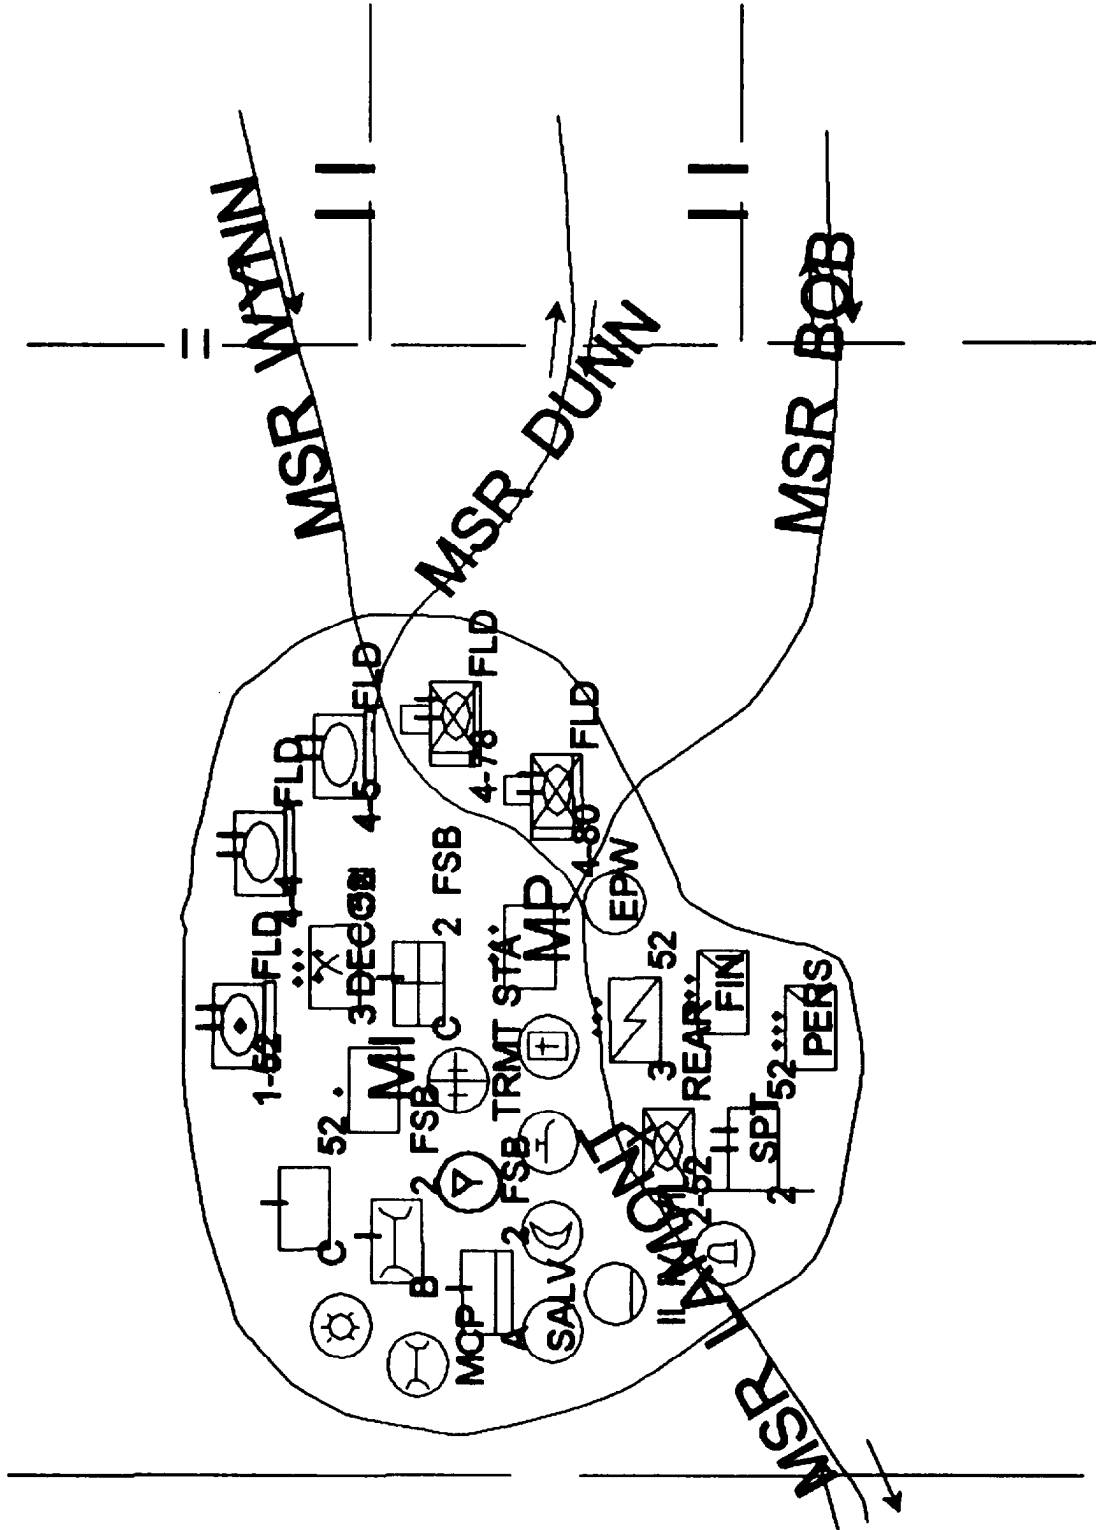 MSR WYNN
MSR DUNN
MSR BOB
FLD
4-5
FLD
4-78
FLD
4-4
FLD
4-80
FLD
1-52
EPW
2 FSB
C
3 DECON
MP
TRMT STA
MI
52
3
52
REAR
FIN
PERS
52
SPT
2
2-52
2 FSB
2 FSB
C
B
MCP
A
SALV
MSR LAMONT